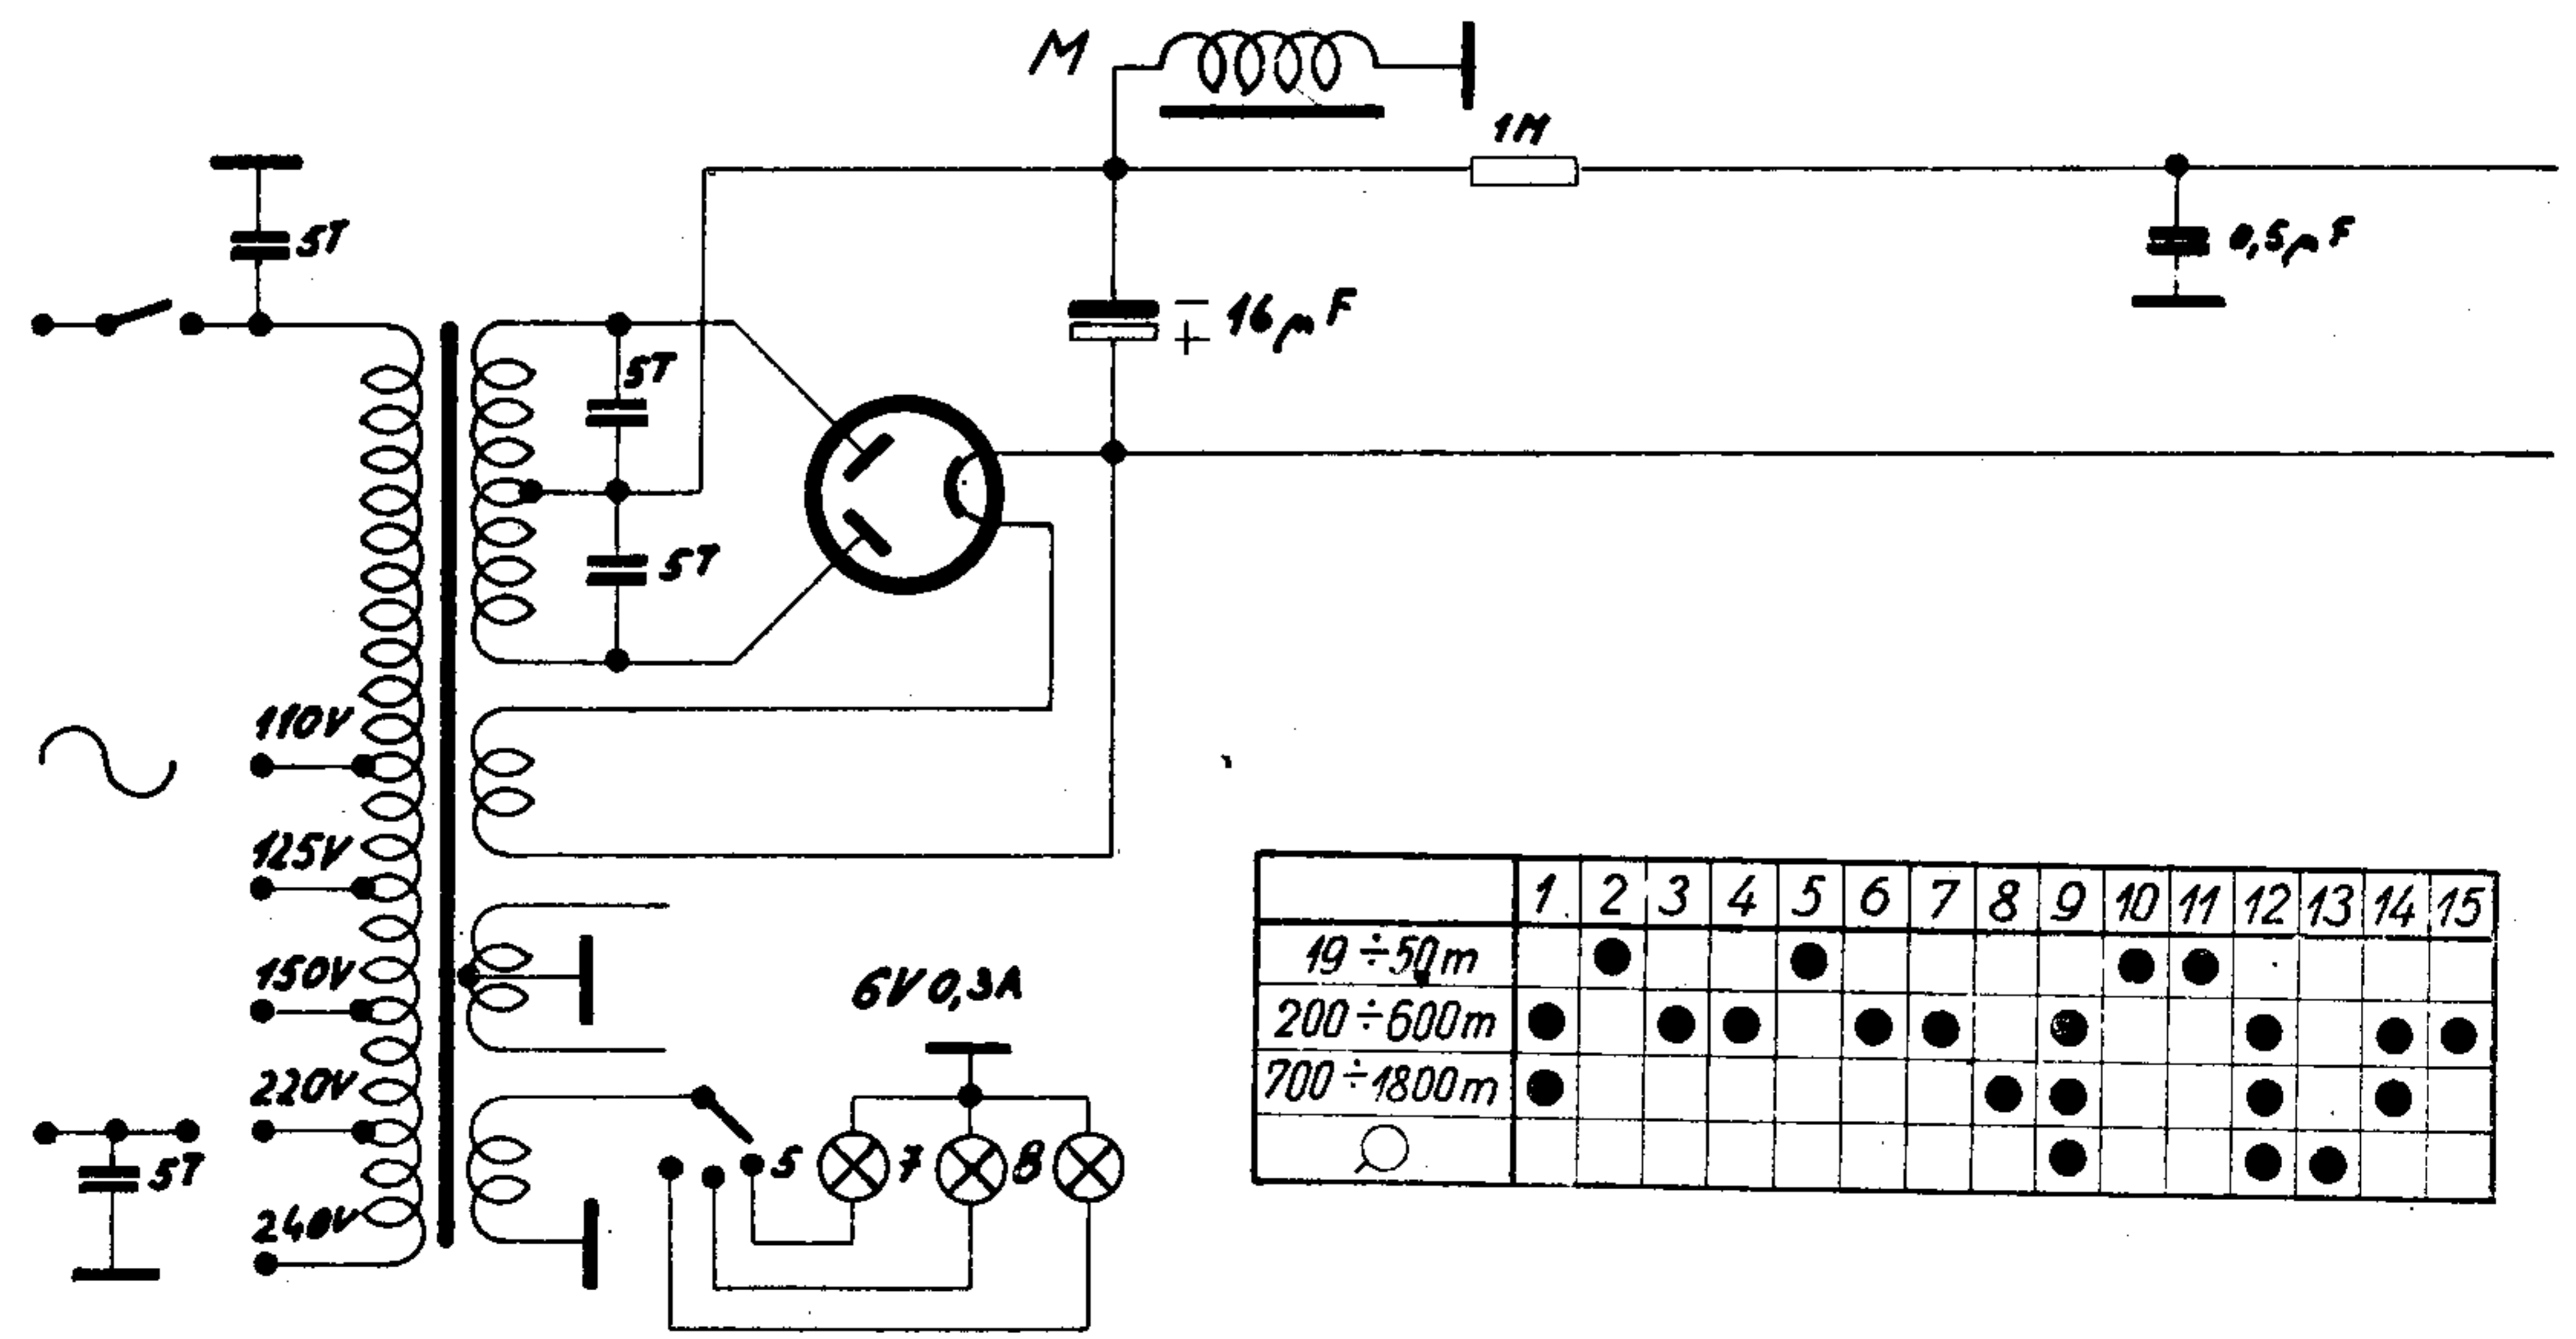 M
1M
5T
0,5μF
- 16μF
+
5T
5T
110V
125V
150V
6V 0,3A
220V
5T
5 7 8
240V
1 2 3 4 5 6 7 8 9 10 11 12 13 14 15
19÷50m
200÷600m
700÷1800m